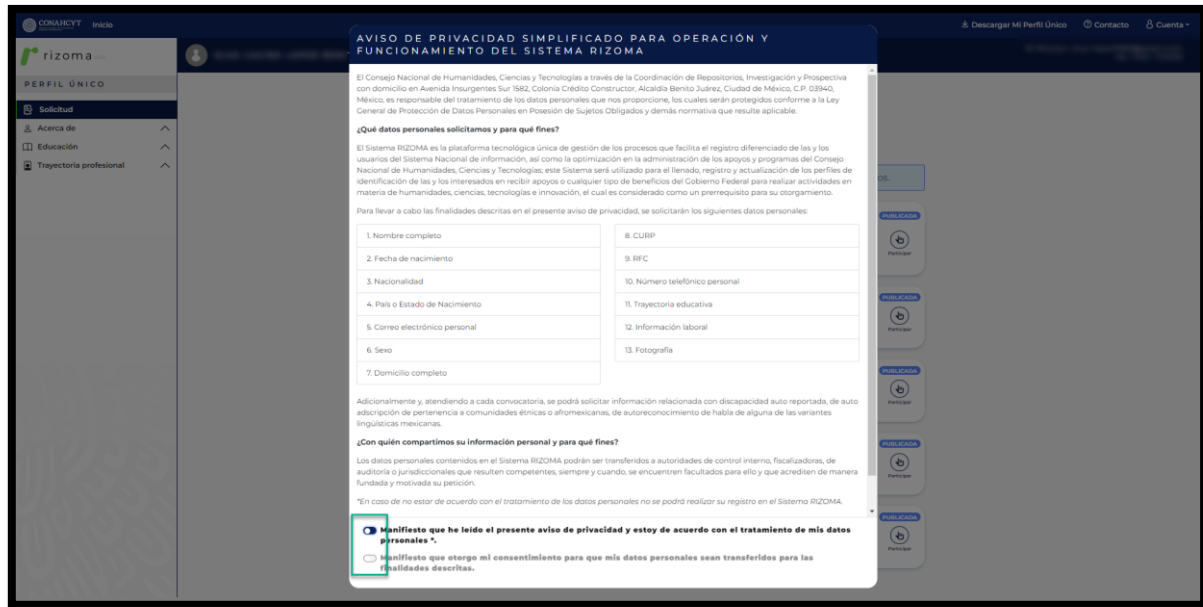 CONAHCYT Inicio
Descargar Mi Perfil Único Contacto Cuenta
rizoma
PERFIL ÚNICO
Solicitud
Acerca de
Educación
Trayectoria profesional
AVISO DE PRIVACIDAD SIMPLIFICADO PARA OPERACIÓN Y
FUNCIONAMIENTO DEL SISTEMA RIZOMA
El Consejo Nacional de Humanidades, Ciencias y Tecnologías a través de la Coordinación de Repositorios, Investigación y Prospectiva
con domicilio en Avenida Insurgentes Sur 1582, Colonia Crédito Constructor, Alcaldía Benito Juárez, Ciudad de México, C.P. 03940,
México, es responsable del tratamiento de los datos personales que nos proporcione, los cuales serán protegidos conforme a la Ley
General de Protección de Datos Personales en Posesión de Sujetos Obligados y demás normativa que resulte aplicable.
¿Qué datos personales solicitamos y para qué fines?
El Sistema RIZOMA es la plataforma tecnológica única de gestión de los procesos que facilita el registro diferenciado de las y los
usuarios del Sistema Nacional de información, así como la optimización en la administración de los apoyos y programas del Consejo
Nacional de Humanidades, Ciencias y Tecnologías; este Sistema será utilizado para el llenado, registro y actualización de los perfiles de
identificación de las y los interesados en recibir apoyos o cualquier tipo de beneficios del Gobierno Federal para realizar actividades en
materia de humanidades, ciencias, tecnologías e innovación, el cual es considerado como un prerrequisito para su otorgamiento.
Para llevar a cabo las finalidades descritas en el presente aviso de privacidad, se solicitarán los siguientes datos personales:
1. Nombre completo
2. Fecha de nacimiento
3. Nacionalidad
4. País o Estado de Nacimiento
5. Correo electrónico personal
6. Sexo
7. Domicilio completo
8. CURP
9. RFC
10. Número telefónico personal
11. Trayectoria educativa
12. Información laboral
13. Fotografía
Adicionalmente y, atendiendo a cada convocatoria, se podrá solicitar información relacionada con discapacidad auto reportada, de auto
adscripción de pertenencia a comunidades étnicas o afromexicanas, de autoreconocimiento de habla de alguna de las variantes
lingüísticas mexicanas.
¿Con quién compartimos su información personal y para qué fines?
Los datos personales contenidos en el Sistema RIZOMA podrán ser transferidos a autoridades de control interno, fiscalizadoras, de
auditoría o jurisdiccionales que resulten competentes, siempre y cuando, se encuentren facultados para ello y que acrediten de manera
fundada y motivada su petición.
*En caso de no estar de acuerdo con el tratamiento de los datos personales no se podrá realizar su registro en el Sistema RIZOMA.
Manifiesto que he leído el presente aviso de privacidad y estoy de acuerdo con el tratamiento de mis datos
personales *.
Manifiesto que otorgo mi consentimiento para que mis datos personales sean transferidos para las
finalidades descritas.
os.
PUBLICADA
Participar
PUBLICADA
Participar
PUBLICADA
Participar
PUBLICADA
Participar
PUBLICADA
Participar